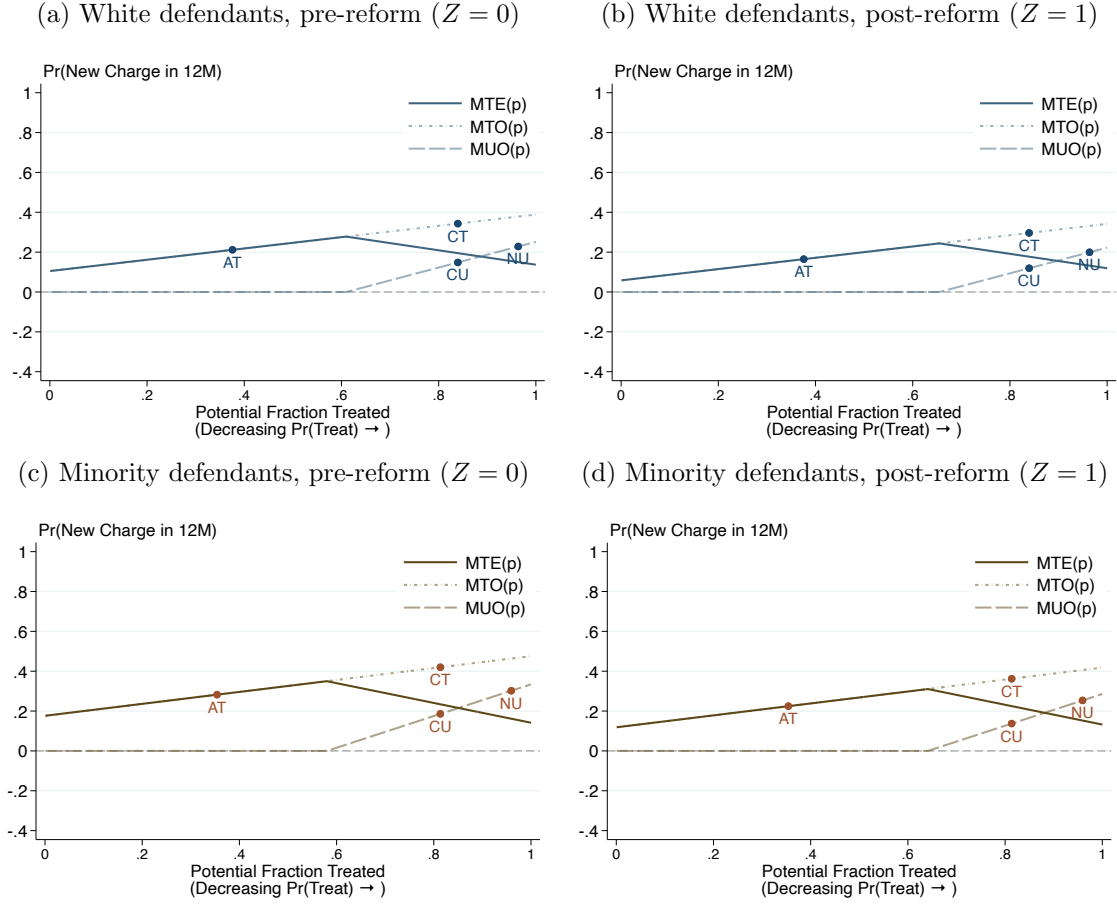 (a) White defendants, pre-reform (Z = 0)
Pr(New Charge in 12M)
1
.8
.6
.4
.2
0
-.2
-.4
MTE(p)
MTO(p)
MUO(p)
AT
CT
CU
NU
0 .2 .4 .6 .8 1
Potential Fraction Treated
(Decreasing Pr(Treat) → )
(b) White defendants, post-reform (Z = 1)
Pr(New Charge in 12M)
1
.8
.6
.4
.2
0
-.2
-.4
MTE(p)
MTO(p)
MUO(p)
AT
CT
CU
NU
0 .2 .4 .6 .8 1
Potential Fraction Treated
(Decreasing Pr(Treat) → )
(c) Minority defendants, pre-reform (Z = 0)
Pr(New Charge in 12M)
1
.8
.6
.4
.2
0
-.2
-.4
MTE(p)
MTO(p)
MUO(p)
AT
CT
CU
NU
0 .2 .4 .6 .8 1
Potential Fraction Treated
(Decreasing Pr(Treat) → )
(d) Minority defendants, post-reform (Z = 1)
Pr(New Charge in 12M)
1
.8
.6
.4
.2
0
-.2
-.4
MTE(p)
MTO(p)
MUO(p)
AT
CT
CU
NU
0 .2 .4 .6 .8 1
Potential Fraction Treated
(Decreasing Pr(Treat) → )